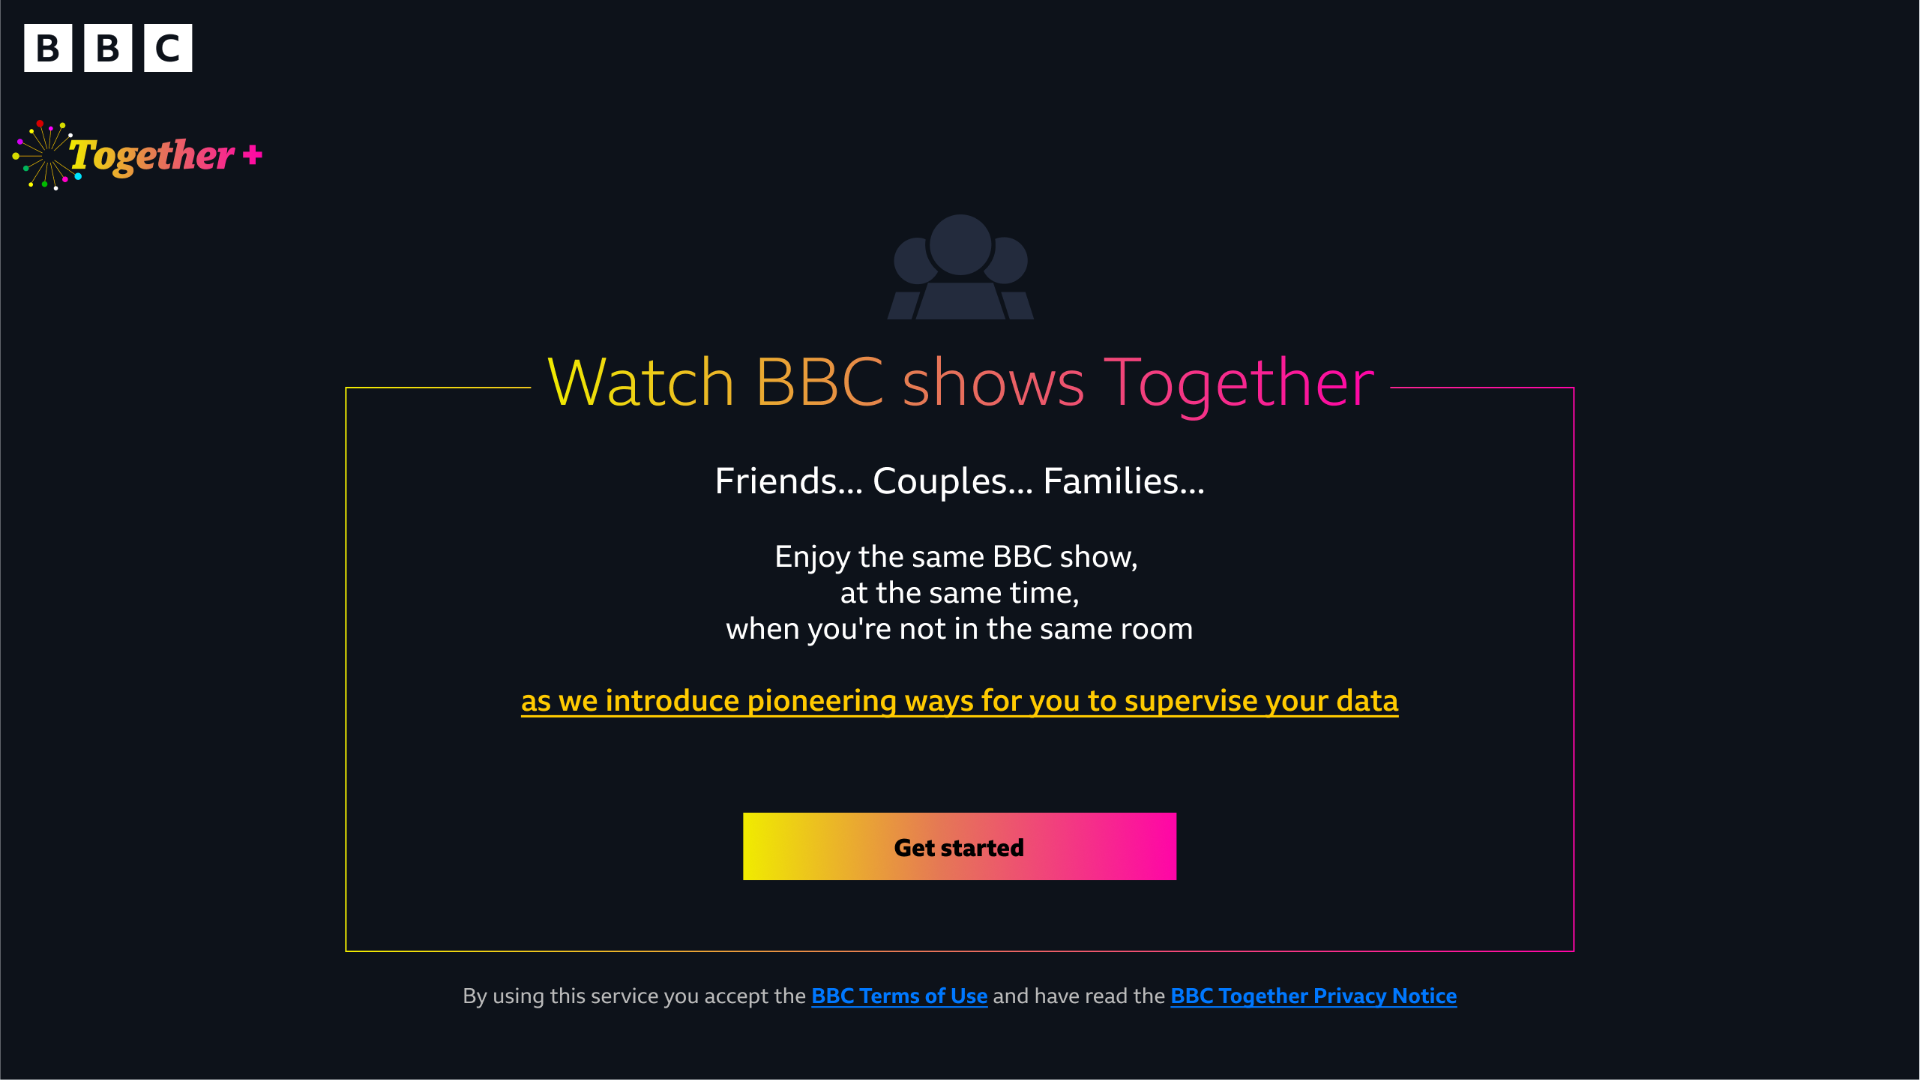 BBC
Together +
Watch BBC shows Together
Friends... Couples... Families...
Enjoy the same BBC show,
at the same time,
when you're not in the same room
as we introduce pioneering ways for you to supervise your data
Get started
By using this service you accept the BBC Terms of Use and have read the BBC Together Privacy Notice